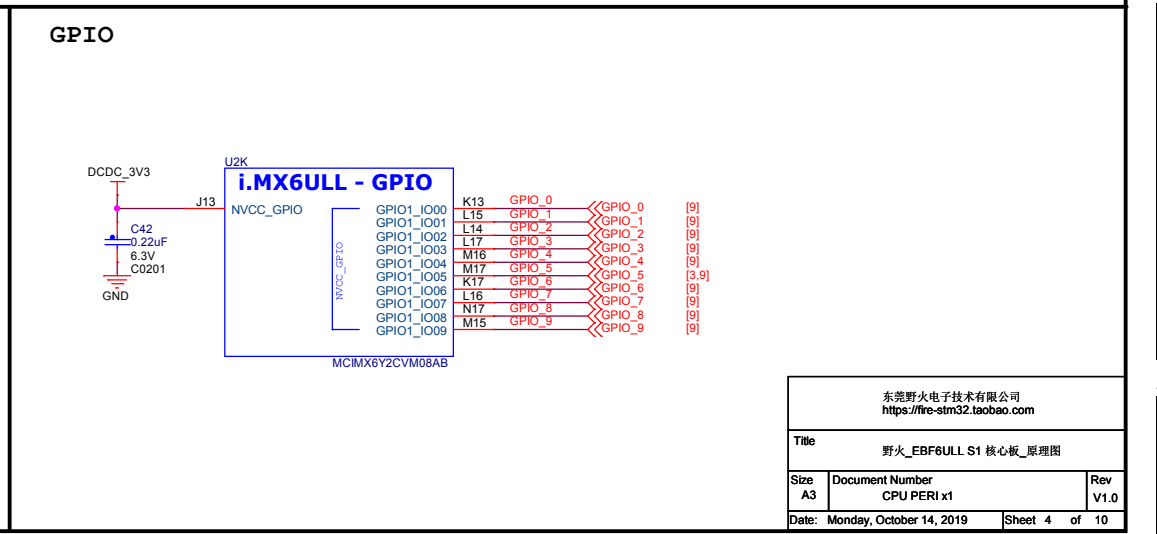 GPIO
DCDC_3V3
C42
0.22uF
6.3V
C0201
GND
U2K
i.MX6ULL - GPIO
J13
NVCC_GPIO
NVCC_GPIO
GPIO1_IO00 K13 GPIO_0 GPIO_0 [9]
GPIO1_IO01 L15 GPIO_1 GPIO_1 [9]
GPIO1_IO02 L14 GPIO_2 GPIO_2 [9]
GPIO1_IO03 L17 GPIO_3 GPIO_3 [9]
GPIO1_IO04 M16 GPIO_4 GPIO_4 [9]
GPIO1_IO05 M17 GPIO_5 GPIO_5 [3,9]
GPIO1_IO06 K17 GPIO_6 GPIO_6 [9]
GPIO1_IO07 L16 GPIO_7 GPIO_7 [9]
GPIO1_IO08 N17 GPIO_8 GPIO_8 [9]
GPIO1_IO09 M15 GPIO_9 GPIO_9 [9]
MCIMX6Y2CVM08AB
东莞野火电子技术有限公司
https://fire-stm32.taobao.com
Title
野火_EBF6ULL S1 核心板_原理图
Size Document Number Rev
A3 CPU PERI x1 V1.0
Date: Monday, October 14, 2019 Sheet 4 of 10